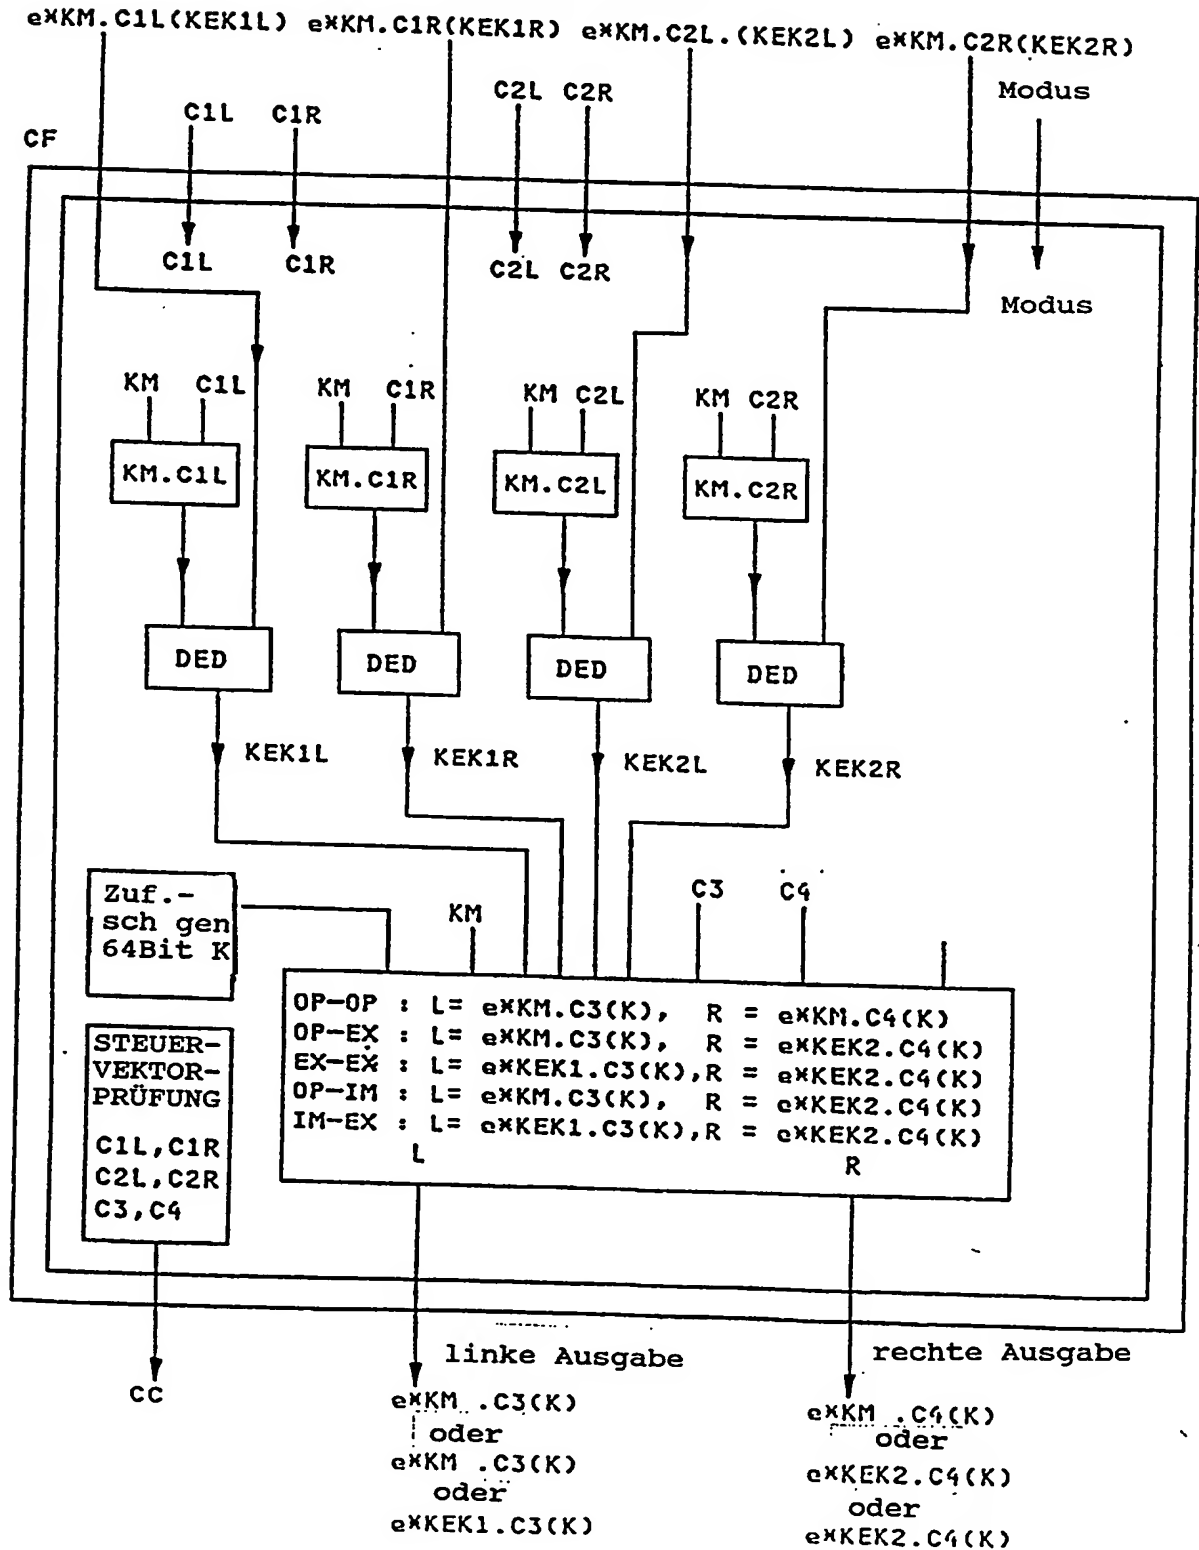 e*KM.C1L(KEK1L) e*KM.C1R(KEK1R) e*KM.C2L.(KEK2L) e*KM.C2R(KEK2R)
C1L C1R C2L C2R Modus
CF
C1L C1R C2L C2R Modus
KM C1L KM C1R KM C2L KM C2R
KM.C1L KM.C1R KM.C2L KM.C2R
DED DED DED DED
KEK1L KEK1R KEK2L KEK2R
Zuf.-
sch gen
64Bit K
KM C3 C4
OP-OP : L= e*KM.C3(K), R = e*KM.C4(K)
OP-EX : L= e*KM.C3(K), R = e*KEK2.C4(K)
EX-EX : L= e*KEK1.C3(K),R = e*KEK2.C4(K)
OP-IM : L= e*KM.C3(K), R = e*KEK2.C4(K)
IM-EX : L= e*KEK1.C3(K),R = e*KEK2.C4(K)
L R
STEUER-
VEKTOR-
PRÜFUNG
C1L,C1R
C2L,C2R
C3,C4
CC
linke Ausgabe
e*KM .C3(K)
oder
e*KM .C3(K)
oder
e*KEK1.C3(K)
rechte Ausgabe
e*KM .C4(K)
oder
e*KEK2.C4(K)
oder
e*KEK2.C4(K)